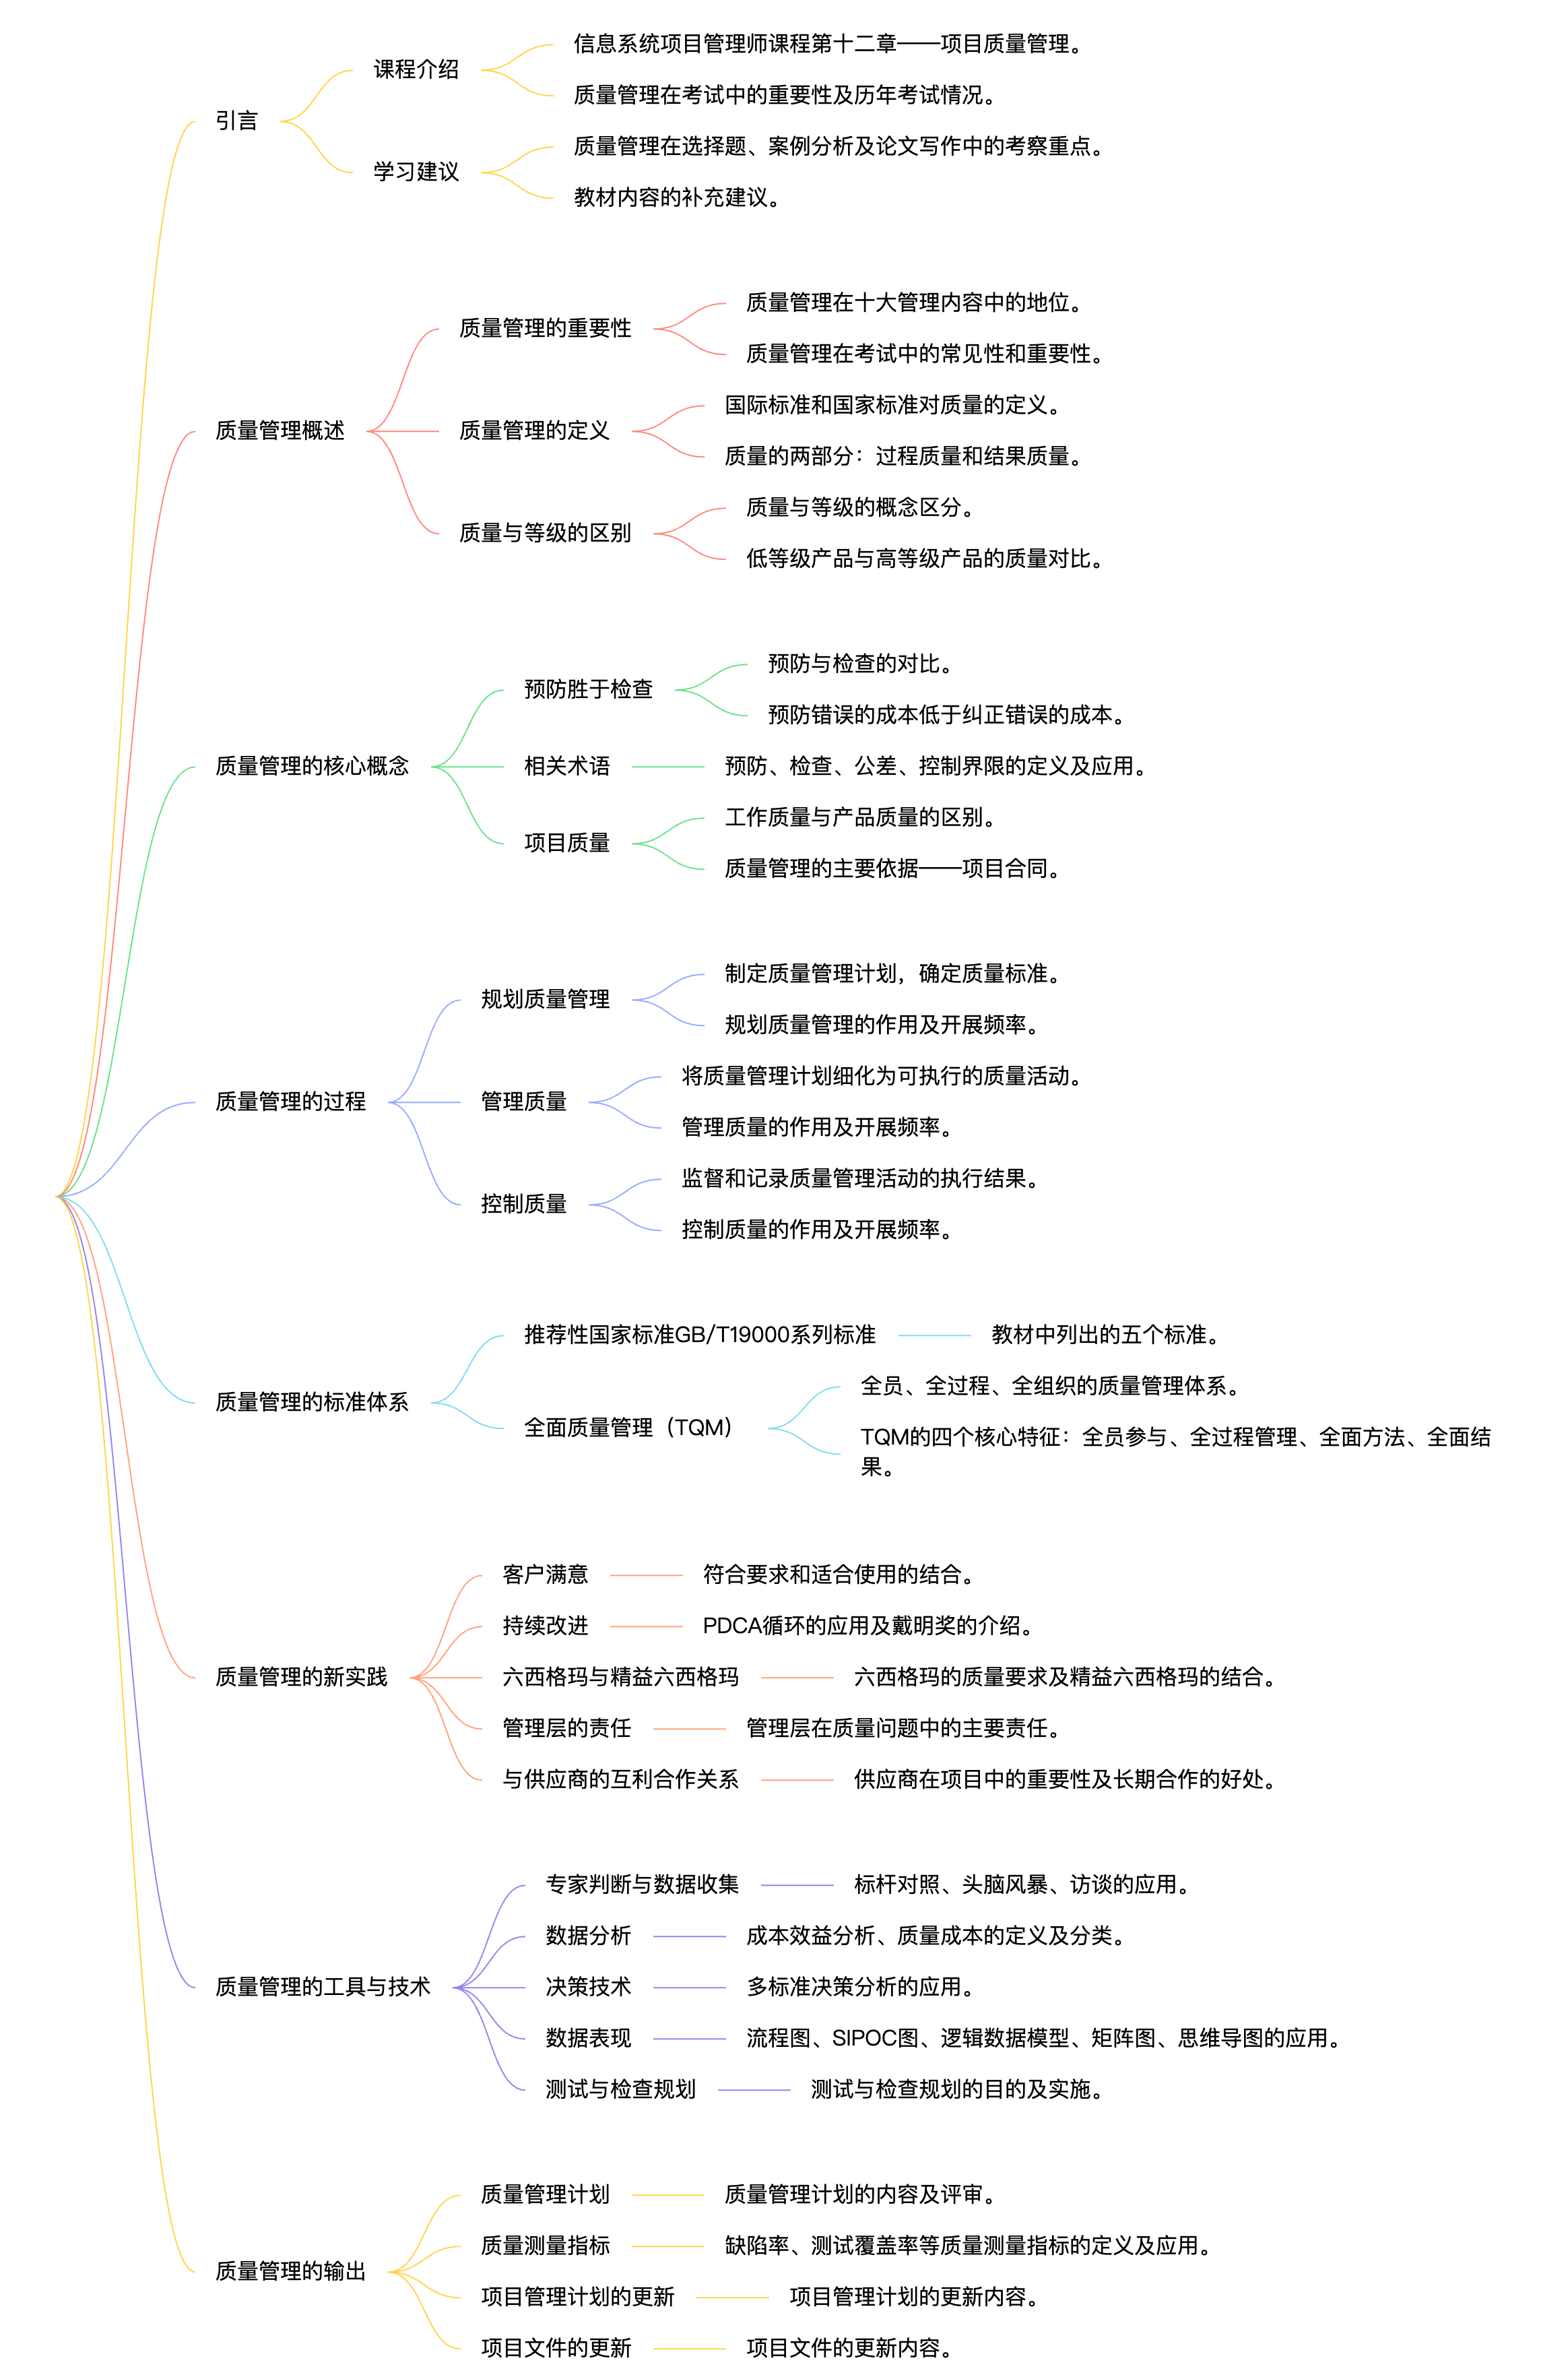 引言
课程介绍
信息系统项目管理师课程第十二章——项目质量管理。
质量管理在考试中的重要性及历年考试情况。
学习建议
质量管理在选择题、案例分析及论文写作中的考察重点。
教材内容的补充建议。
质量管理概述
质量管理的重要性
质量管理在十大管理内容中的地位。
质量管理在考试中的常见性和重要性。
质量管理的定义
国际标准和国家标准对质量的定义。
质量的两部分：过程质量和结果质量。
质量与等级的区别
质量与等级的概念区分。
低等级产品与高等级产品的质量对比。
质量管理的核心概念
预防胜于检查
预防与检查的对比。
预防错误的成本低于纠正错误的成本。
相关术语
预防、检查、公差、控制界限的定义及应用。
项目质量
工作质量与产品质量的区别。
质量管理的主要依据——项目合同。
质量管理的过程
规划质量管理
制定质量管理计划，确定质量标准。
规划质量管理的作用及开展频率。
管理质量
将质量管理计划细化为可执行的质量活动。
管理质量的作用及开展频率。
控制质量
监督和记录质量管理活动的执行结果。
控制质量的作用及开展频率。
质量管理的标准体系
推荐性国家标准GB/T19000系列标准
教材中列出的五个标准。
全面质量管理（TQM）
全员、全过程、全组织的质量管理体系。
TQM的四个核心特征：全员参与、全过程管理、全面方法、全面结
果。
质量管理的新实践
客户满意
符合要求和适合使用的结合。
持续改进
PDCA循环的应用及戴明奖的介绍。
六西格玛与精益六西格玛
六西格玛的质量要求及精益六西格玛的结合。
管理层的责任
管理层在质量问题中的主要责任。
与供应商的互利合作关系
供应商在项目中的重要性及长期合作的好处。
质量管理的工具与技术
专家判断与数据收集
标杆对照、头脑风暴、访谈的应用。
数据分析
成本效益分析、质量成本的定义及分类。
决策技术
多标准决策分析的应用。
数据表现
流程图、SIPOC图、逻辑数据模型、矩阵图、思维导图的应用。
测试与检查规划
测试与检查规划的目的及实施。
质量管理的输出
质量管理计划
质量管理计划的内容及评审。
质量测量指标
缺陷率、测试覆盖率等质量测量指标的定义及应用。
项目管理计划的更新
项目管理计划的更新内容。
项目文件的更新
项目文件的更新内容。